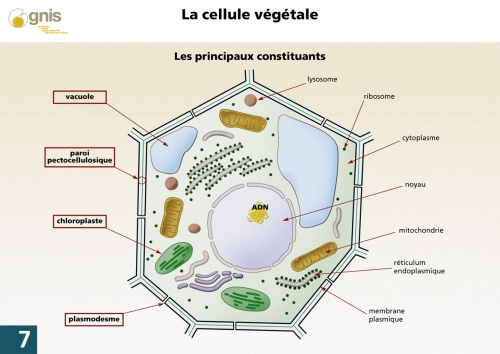 gnis
La cellule végétale
Les principaux constituants
lysosome
vacuole
ribosome
cytoplasme
paroi
pectocellulosique
noyau
ADN
chloroplaste
mitochondrie
réticulum
endoplasmique
plasmodesme
membrane
plasmique
7